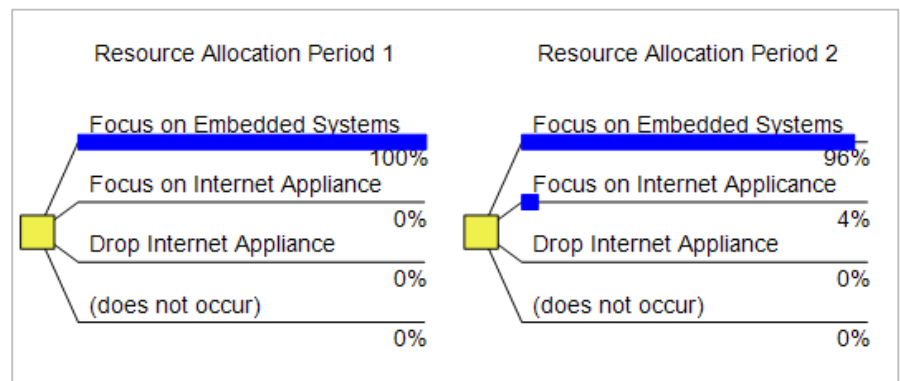 Resource Allocation Period 1
Focus on Embedded Systems
100%
Focus on Internet Appliance
0%
Drop Internet Appliance
0%
(does not occur)
0%
Resource Allocation Period 2
Focus on Embedded Systems
96%
Focus on Internet Applicance
4%
Drop Internet Appliance
0%
(does not occur)
0%